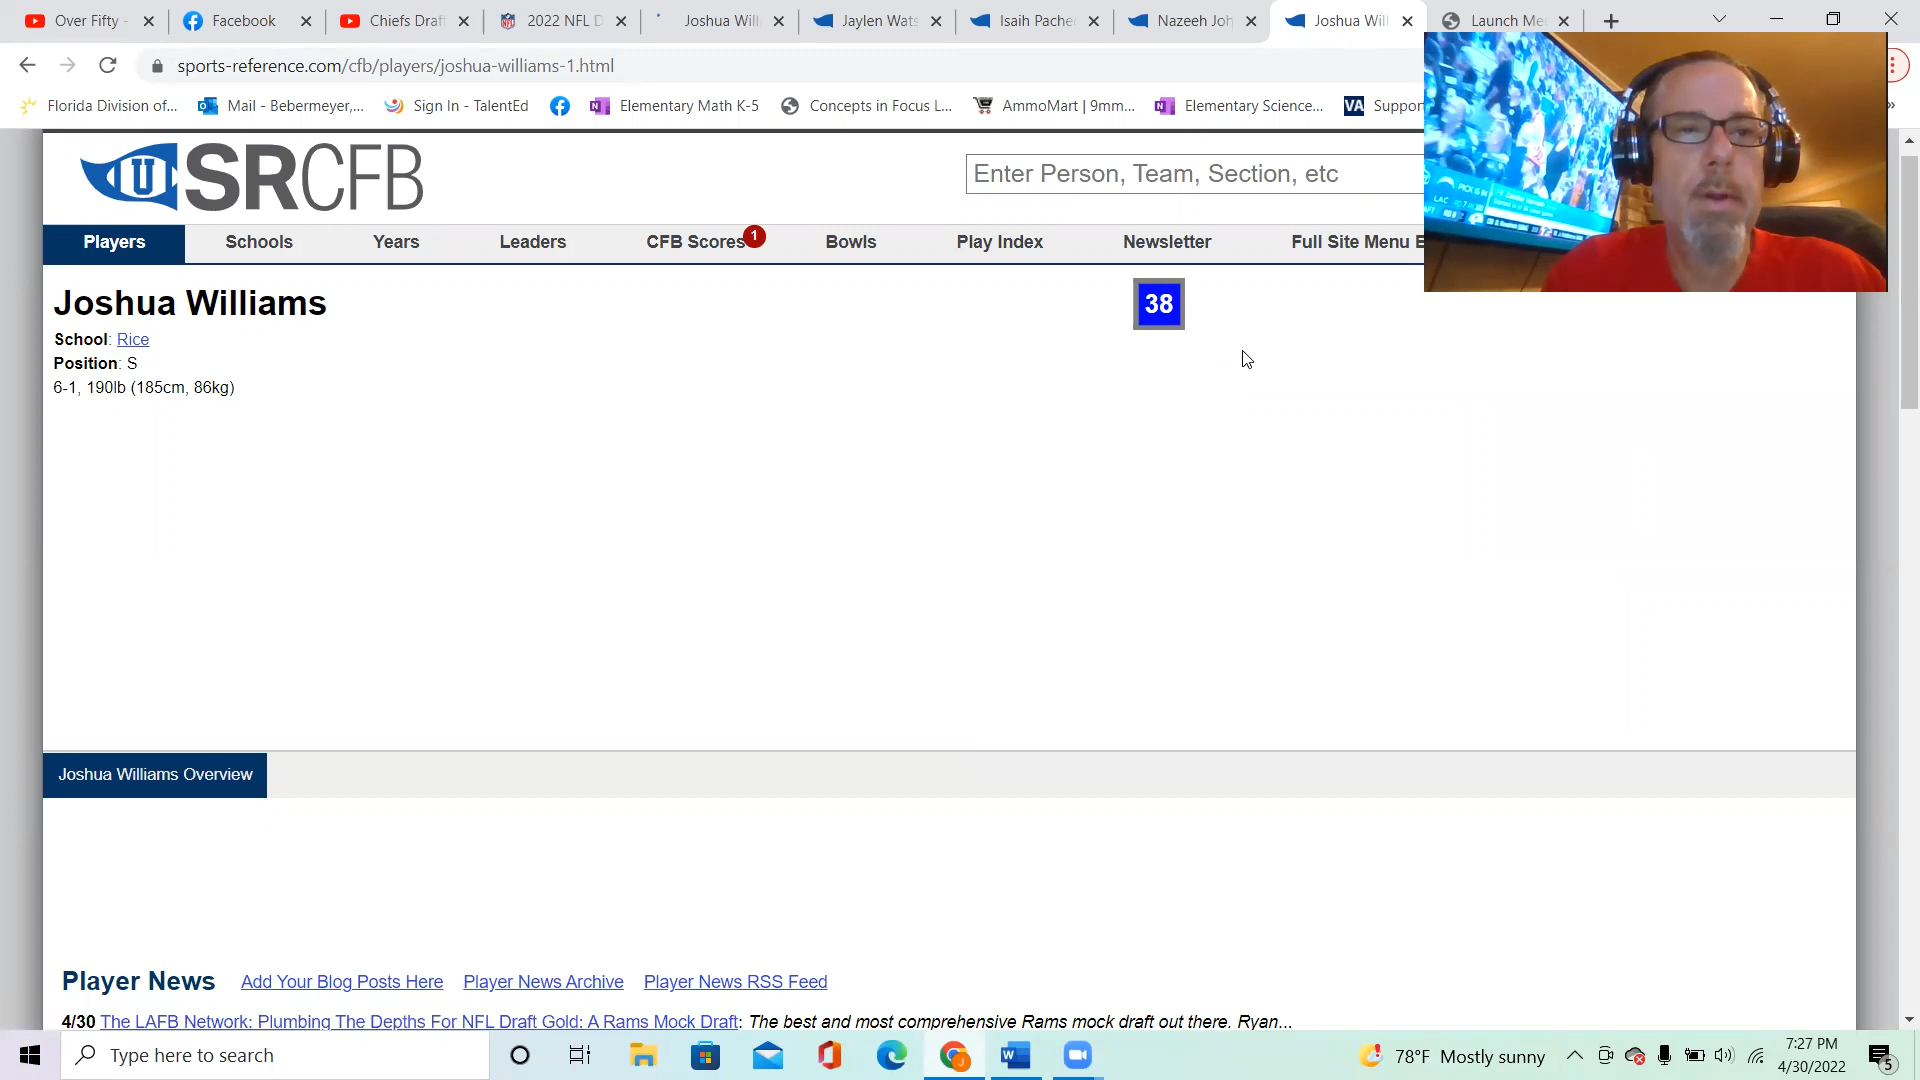 Over Fifty -
Facebook
Chiefs Draf
2022 NFL D
Joshua Will
Jaylen Wats
Isaih Pache
Nazeeh Joh
Joshua Will
Launch Me
sports-reference.com/cfb/players/joshua-williams-1.html
Florida Division of...
Mail - Bebermeyer,...
Sign In - TalentEd
Elementary Math K-5
Concepts in Focus L...
AmmoMart | 9mm...
Elementary Science...
VA
Suppor
U SRCFB
Enter Person, Team, Section, etc
Players
Schools
Years
Leaders
CFB Scores 1
Bowls
Play Index
Newsletter
Full Site Menu
PICK IS IN
LAC
Joshua Williams
School: Rice
Position: S
6-1, 190lb (185cm, 86kg)
38
Joshua Williams Overview
Player News
Add Your Blog Posts Here
Player News Archive
Player News RSS Feed
4/30 The LAFB Network: Plumbing The Depths For NFL Draft Gold: A Rams Mock Draft: The best and most comprehensive Rams mock draft out there. Ryan...
Type here to search
78°F Mostly sunny
7:27 PM
4/30/2022
5